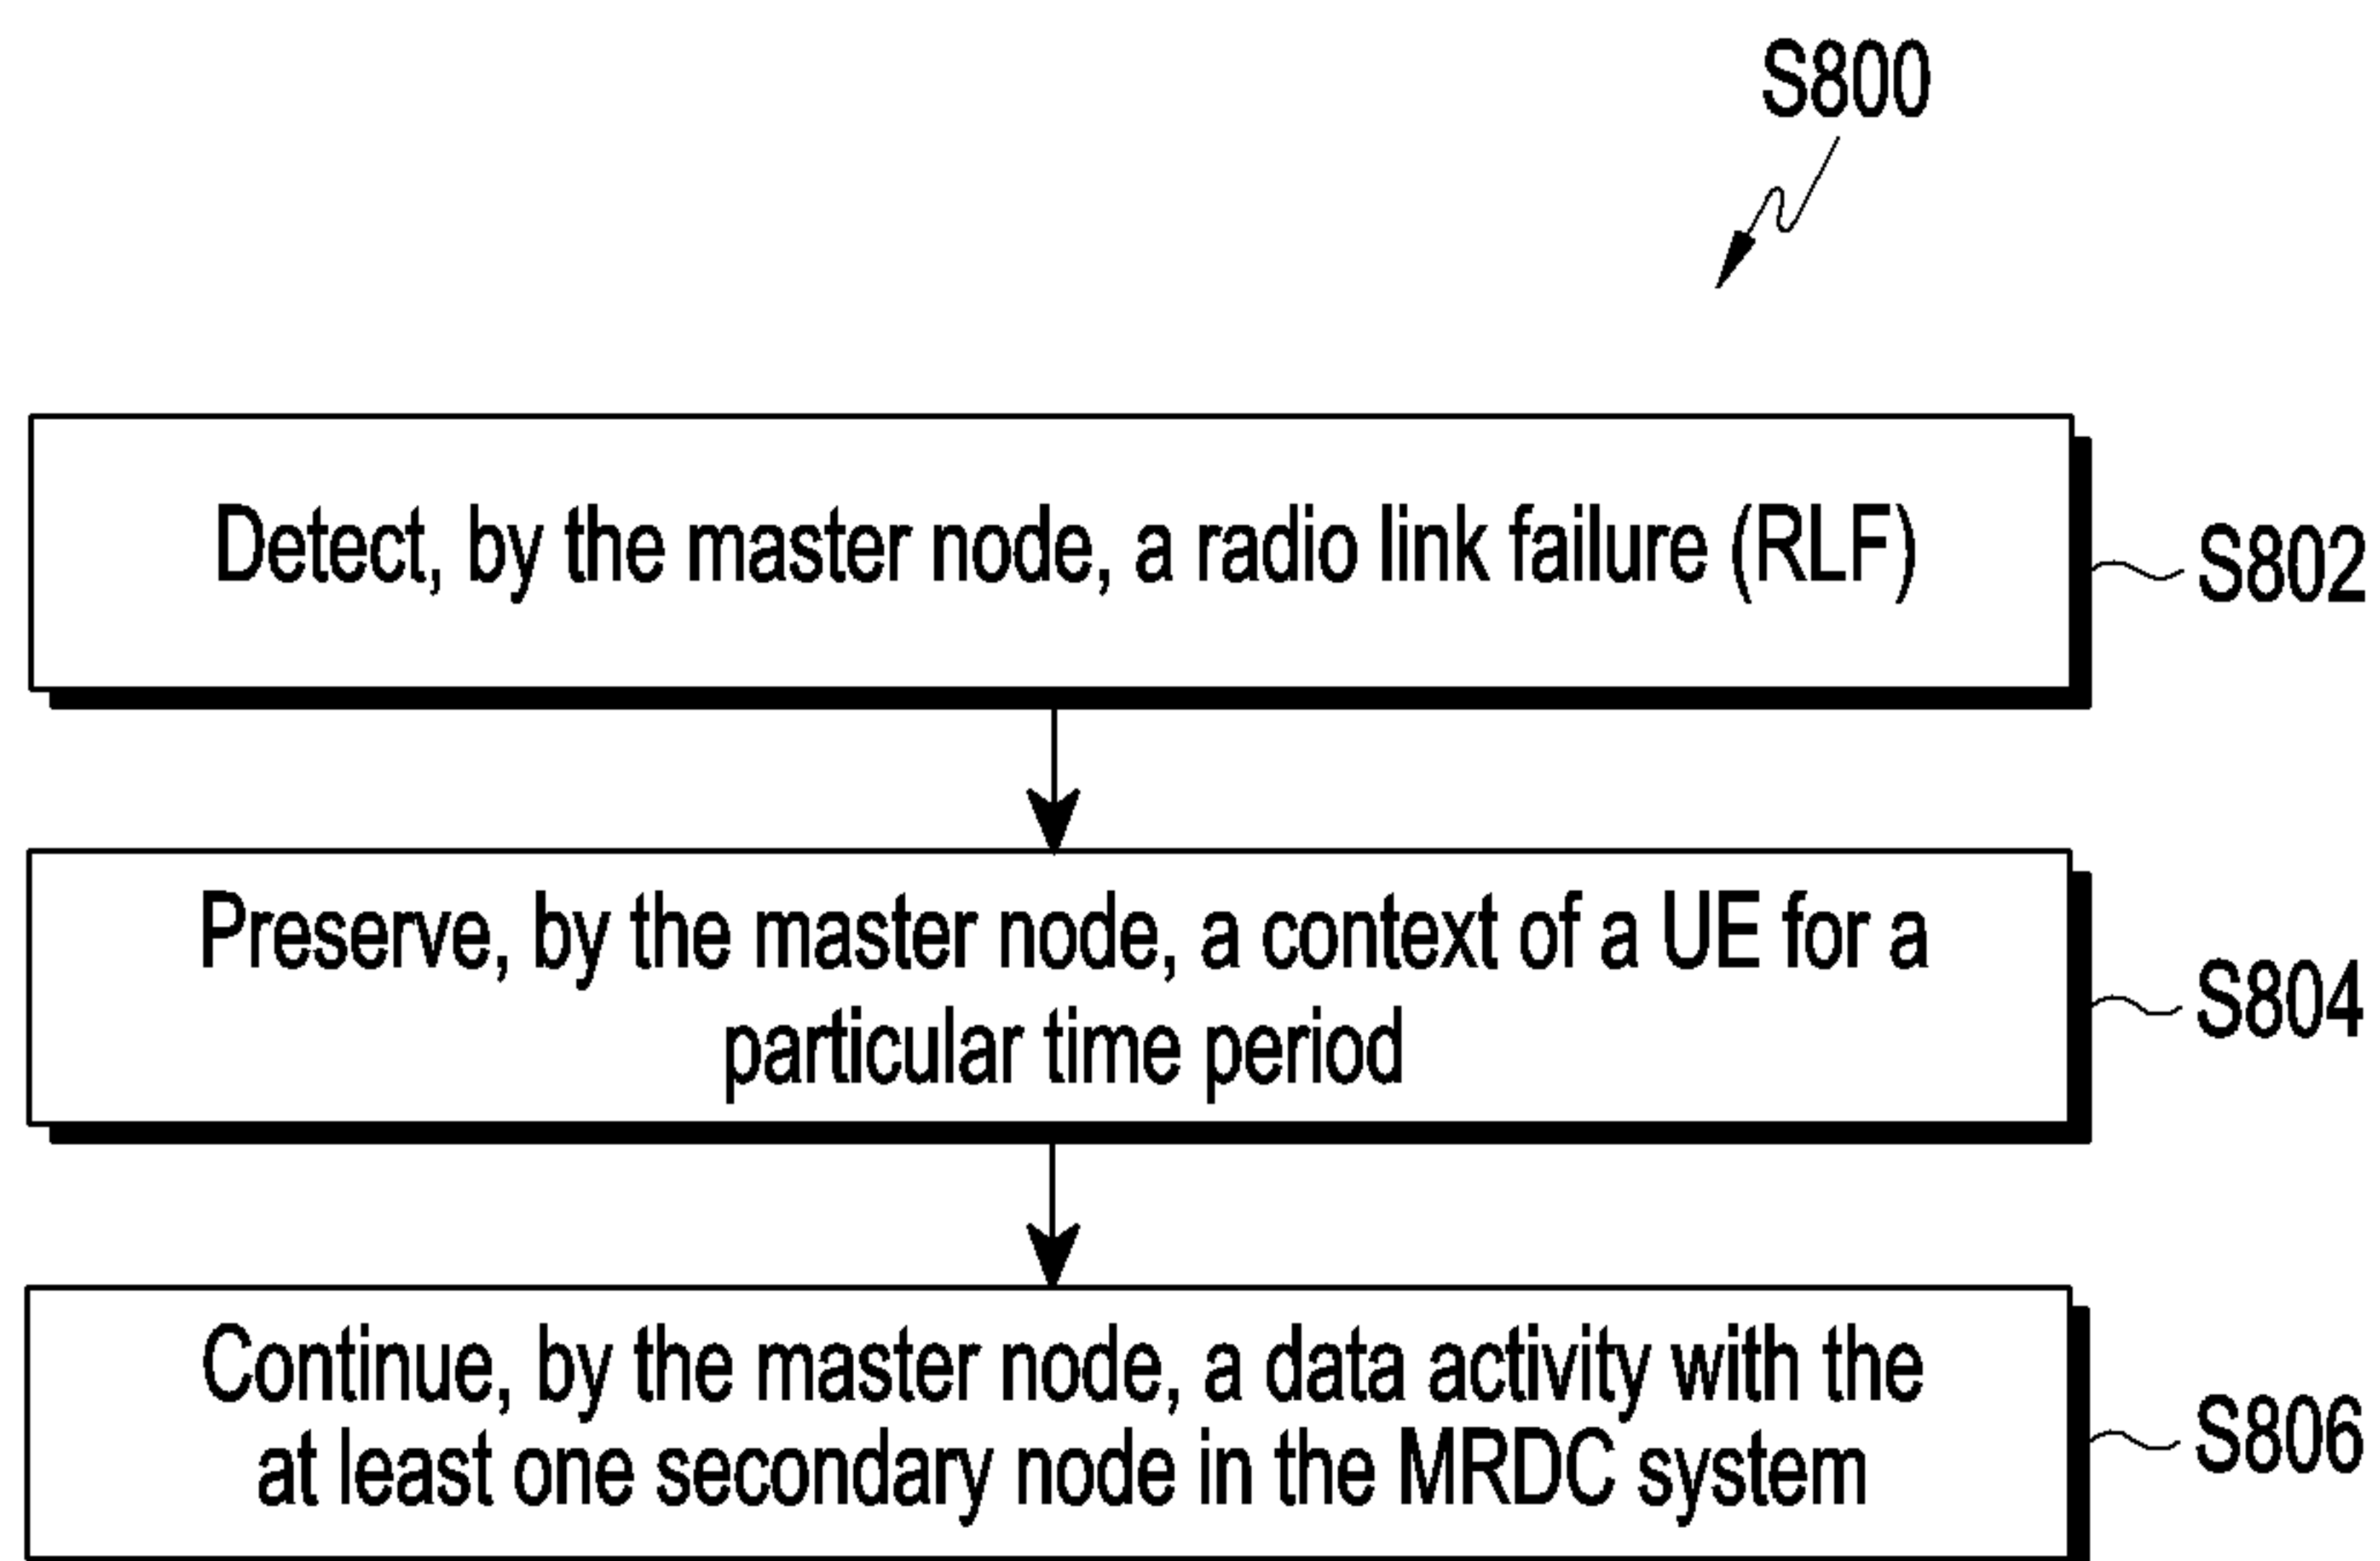 S800
Detect, by the master node, a radio link failure (RLF)
S802
Preserve, by the master node, a context of a UE for a
particular time period
S804
Continue, by the master node, a data activity with the
at least one secondary node in the MRDC system
S806